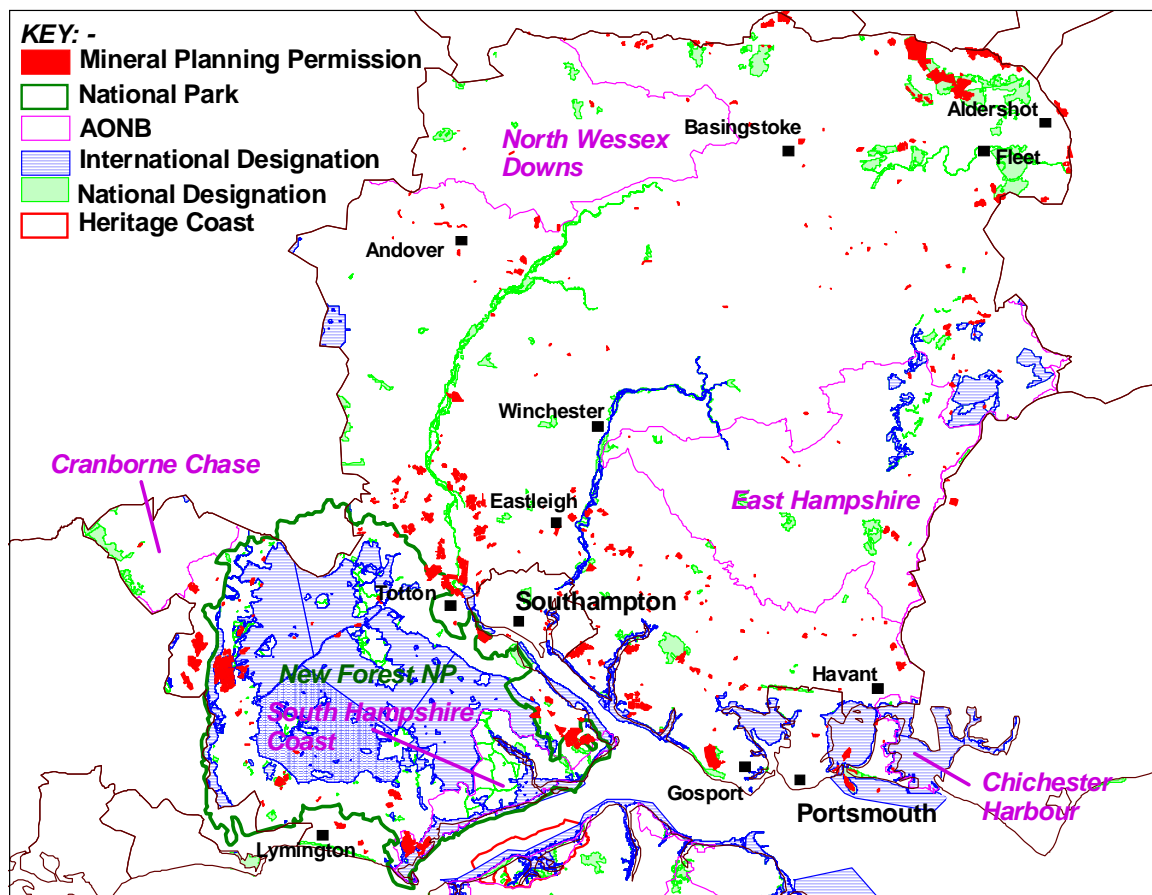 KEY: -
Mineral Planning Permission
National Park
AONB
International Designation
National Designation
Heritage Coast
North Wessex
Downs
Basingstoke
Aldershot
Fleet
Andover
Winchester
Cranborne Chase
East Hampshire
Eastleigh
Totton
Southampton
New Forest NP
Havant
South Hampshire
Coast
Gosport
Portsmouth
Chichester
Harbour
Lymington